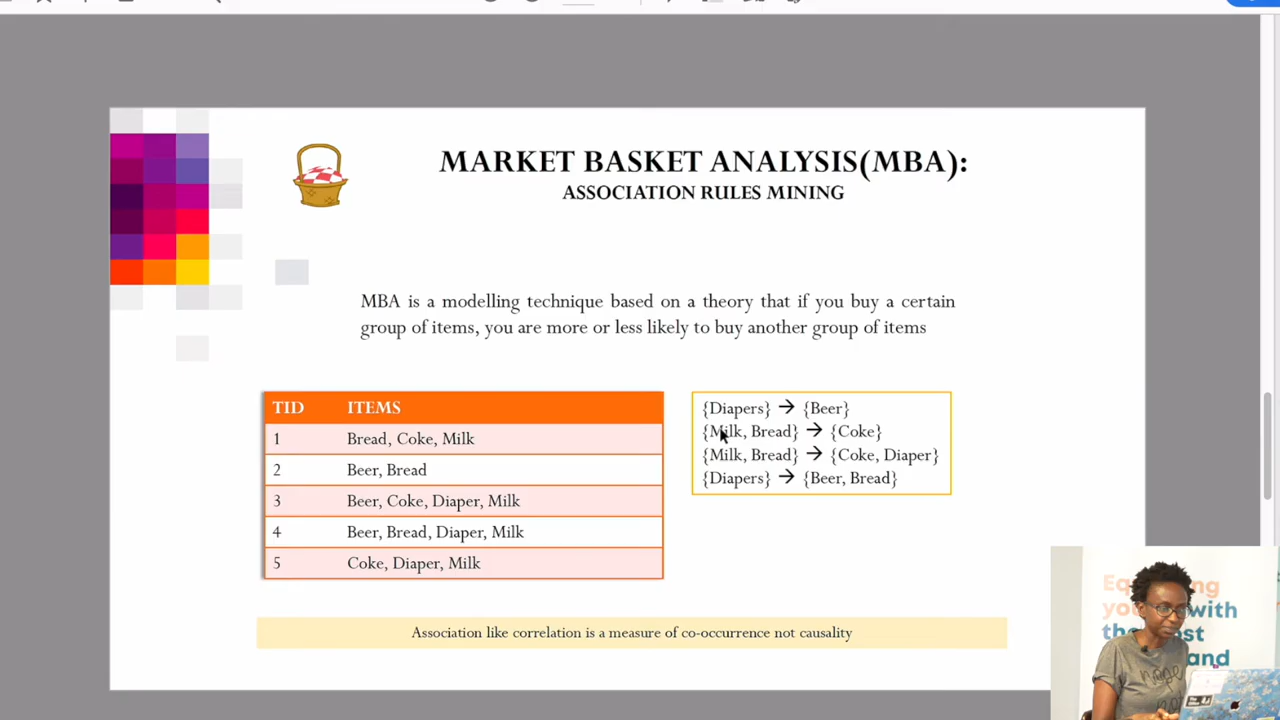 MARKET BASKET ANALYSIS(MBA):
ASSOCIATION RULES MINING
MBA is a modelling technique based on a theory that if you buy a certain
group of items, you are more or less likely to buy another group of items
TID ITEMS
1 Bread, Coke, Milk
2 Beer, Bread
3 Beer, Coke, Diaper, Milk
4 Beer, Bread, Diaper, Milk
5 Coke, Diaper, Milk
{Diapers} → {Beer}
{Milk, Bread} → {Coke}
{Milk, Bread} → {Coke, Diaper}
{Diapers} → {Beer, Bread}
Association like correlation is a measure of co-occurrence not causality
with
and